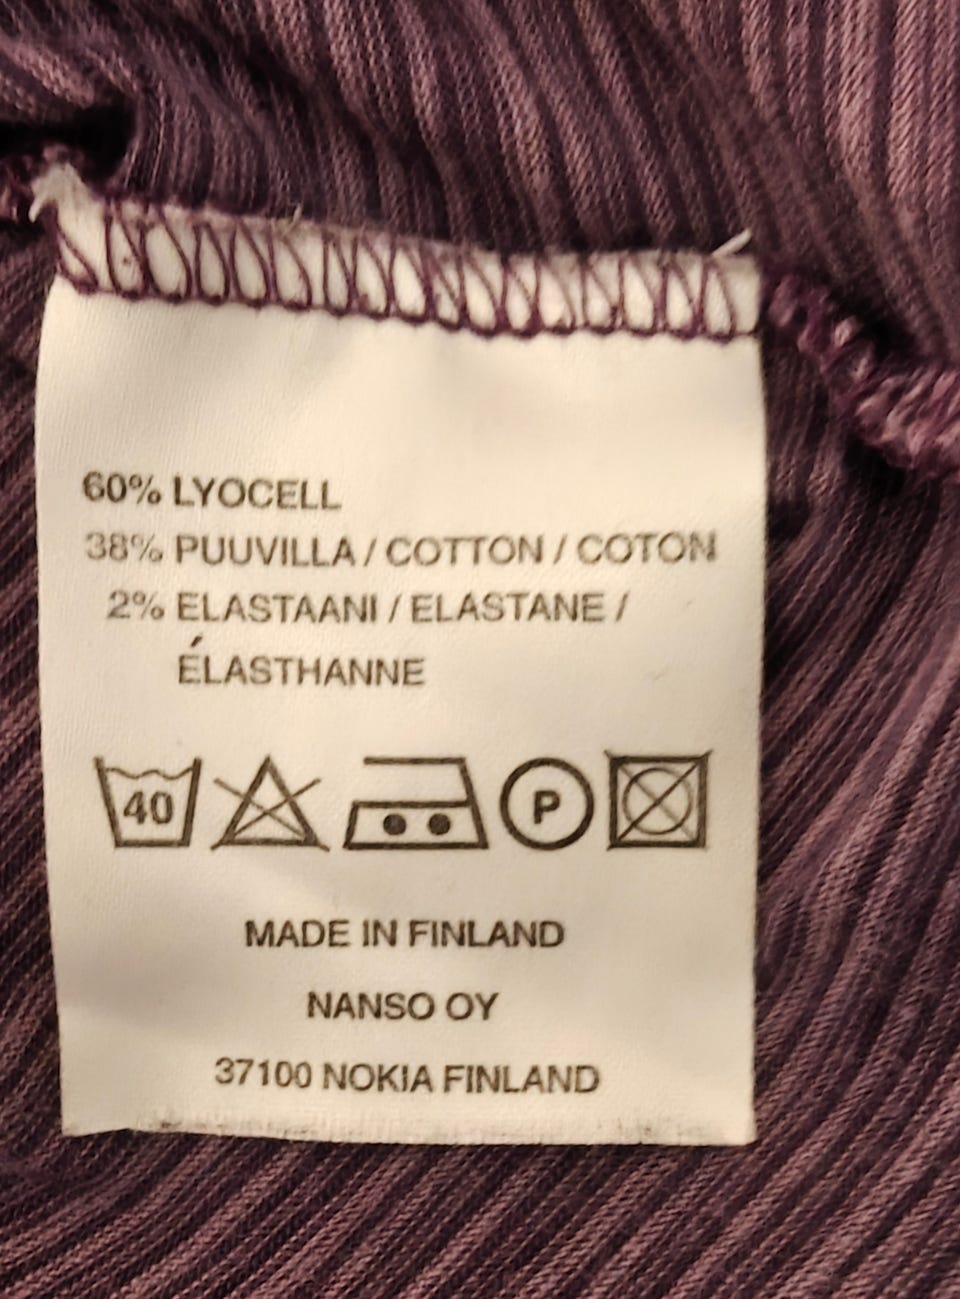 60% LYOCELL
38% PUUVILLA / COTTON / COTON
2% ELASTAANI / ELASTANE /
ÉLASTHANNE
40 P
MADE IN FINLAND
NANSO OY
37100 NOKIA FINLAND